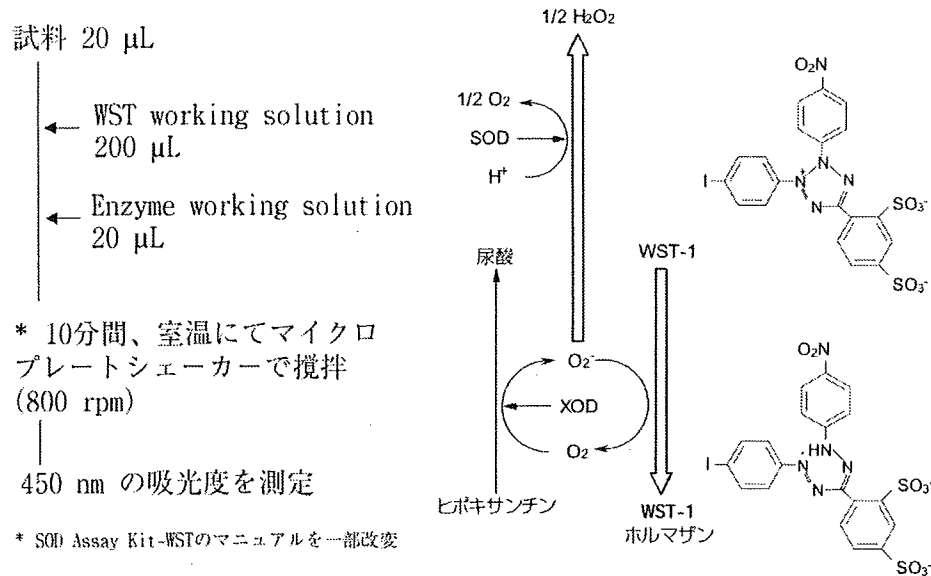 試料 20 μL
WST working solution
200 μL
Enzyme working solution
20 μL
* 10分間、室温にてマイクロ
プレートシェーカーで撹拌
(800 rpm)
450 nm の吸光度を測定
* SOD Assay Kit-WSTのマニュアルを一部改変
1/2 H2O2
1/2 O2
SOD
H+
尿酸
WST-1
O2-
XOD
O2
ヒポキサンチン
WST-1
ホルマザン
O2N
N
I
N+
N
N
SO3-
SO3-
O2N
HN
I
N
N
N
SO3-
SO3-